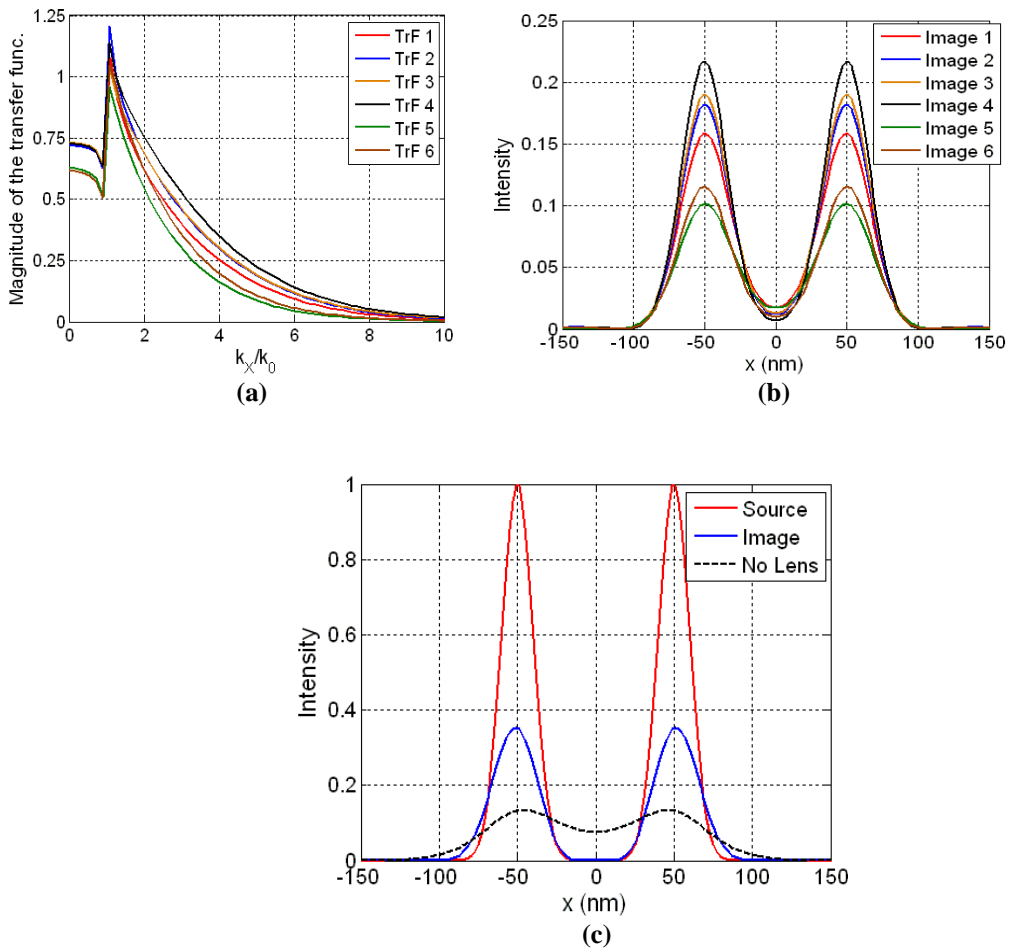 Magnitude of the transfer func.
1.25
1
0.75
0.5
0.25
0
0 2 4 6 8 10
kX/k0
TrF 1
TrF 2
TrF 3
TrF 4
TrF 5
TrF 6
(a)
Intensity
0.25
0.2
0.15
0.1
0.05
0
-150 -100 -50 0 50 100 150
x (nm)
Image 1
Image 2
Image 3
Image 4
Image 5
Image 6
(b)
Intensity
1
0.8
0.6
0.4
0.2
0
-150 -100 -50 0 50 100 150
x (nm)
Source
Image
No Lens
(c)